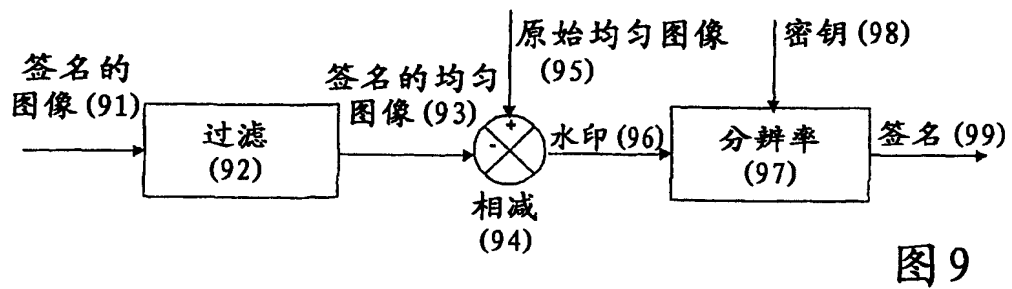 签名的
图像(91)
过滤
(92)
签名的均匀
图像(93)
原始均匀图像
(95)
+
-
相减
(94)
水印(96)
密钥(98)
分辨率
(97)
签名(99)
图9